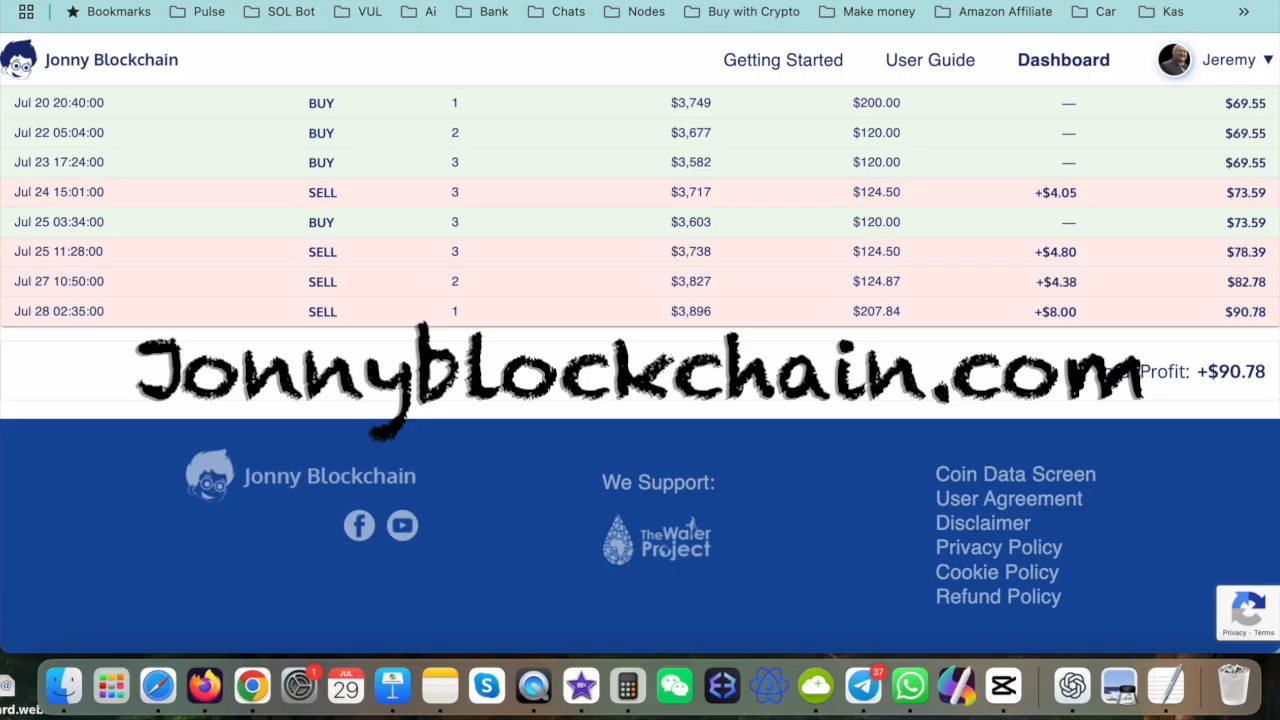 Bookmarks Pulse SOL Bot VUL Ai Bank Chats Nodes Buy with Crypto Make money Amazon Affiliate Car Kas »
Jonny Blockchain Getting Started User Guide Dashboard Jeremy ▼
Jul 20 20:40:00 BUY 1 $3,749 $200.00 — $69.55
Jul 22 05:04:00 BUY 2 $3,677 $120.00 — $69.55
Jul 23 17:24:00 BUY 3 $3,582 $120.00 — $69.55
Jul 24 15:01:00 SELL 3 $3,717 $124.50 +$4.05 $73.59
Jul 25 03:34:00 BUY 3 $3,603 $120.00 — $73.59
Jul 25 11:28:00 SELL 3 $3,738 $124.50 +$4.80 $78.39
Jul 27 10:50:00 SELL 2 $3,827 $124.87 +$4.38 $82.78
Jul 28 02:35:00 SELL 1 $3,896 $207.84 +$8.00 $90.78
Jonnyblockchain.com
Profit: +$90.78
Jonny Blockchain
We Support:
The Water
Project
Coin Data Screen
User Agreement
Disclaimer
Privacy Policy
Cookie Policy
Refund Policy
Privacy - Terms
1
JUL
29
37
ard.web